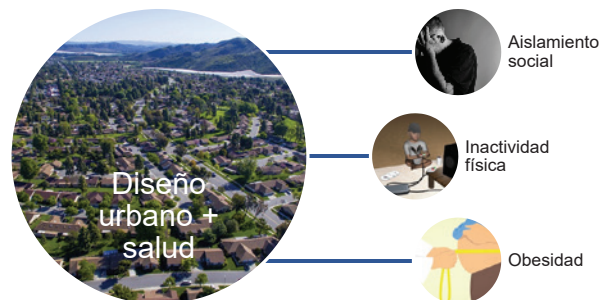 Diseño
urbano +
salud
Aislamiento
social
Inactividad
física
Obesidad